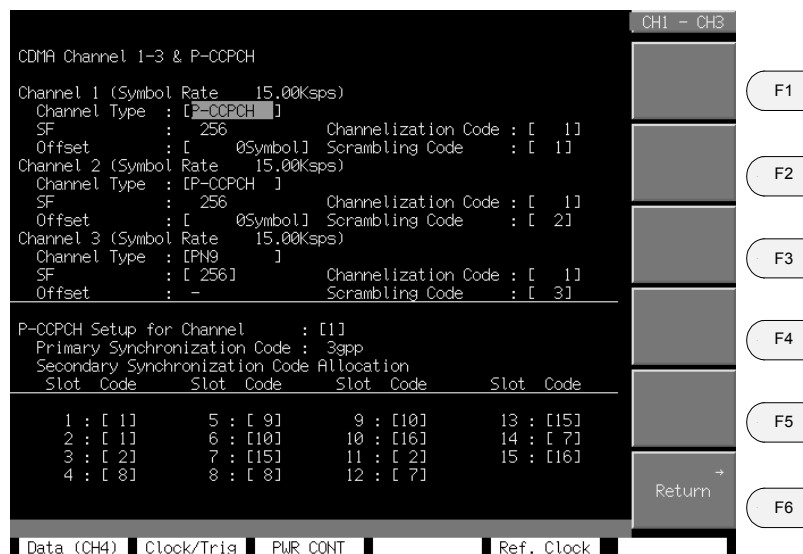 CH1 - CH3
CDMA Channel 1-3 & P-CCPCH
Channel 1 (Symbol Rate 15.00Ksps)
Channel Type : [P-CCPCH ]
SF : 256 Channelization Code : [ 1]
Offset : [ 0Symbol] Scrambling Code : [ 1]
Channel 2 (Symbol Rate 15.00Ksps)
Channel Type : [P-CCPCH ]
SF : 256 Channelization Code : [ 1]
Offset : [ 0Symbol] Scrambling Code : [ 2]
Channel 3 (Symbol Rate 15.00Ksps)
Channel Type : [PN9 ]
SF : [ 256] Channelization Code : [ 1]
Offset : - Scrambling Code : [ 3]
P-CCPCH Setup for Channel : [1]
Primary Synchronization Code : 3gpp
Secondary Synchronization Code Allocation
Slot Code Slot Code Slot Code Slot Code
1 : [ 1] 5 : [ 9] 9 : [10] 13 : [15]
2 : [ 1] 6 : [10] 10 : [16] 14 : [ 7]
3 : [ 2] 7 : [15] 11 : [ 2] 15 : [16]
4 : [ 8] 8 : [ 8] 12 : [ 7]
→
Return
F1
F2
F3
F4
F5
F6
Data (CH4) Clock/Trig PWR CONT Ref. Clock